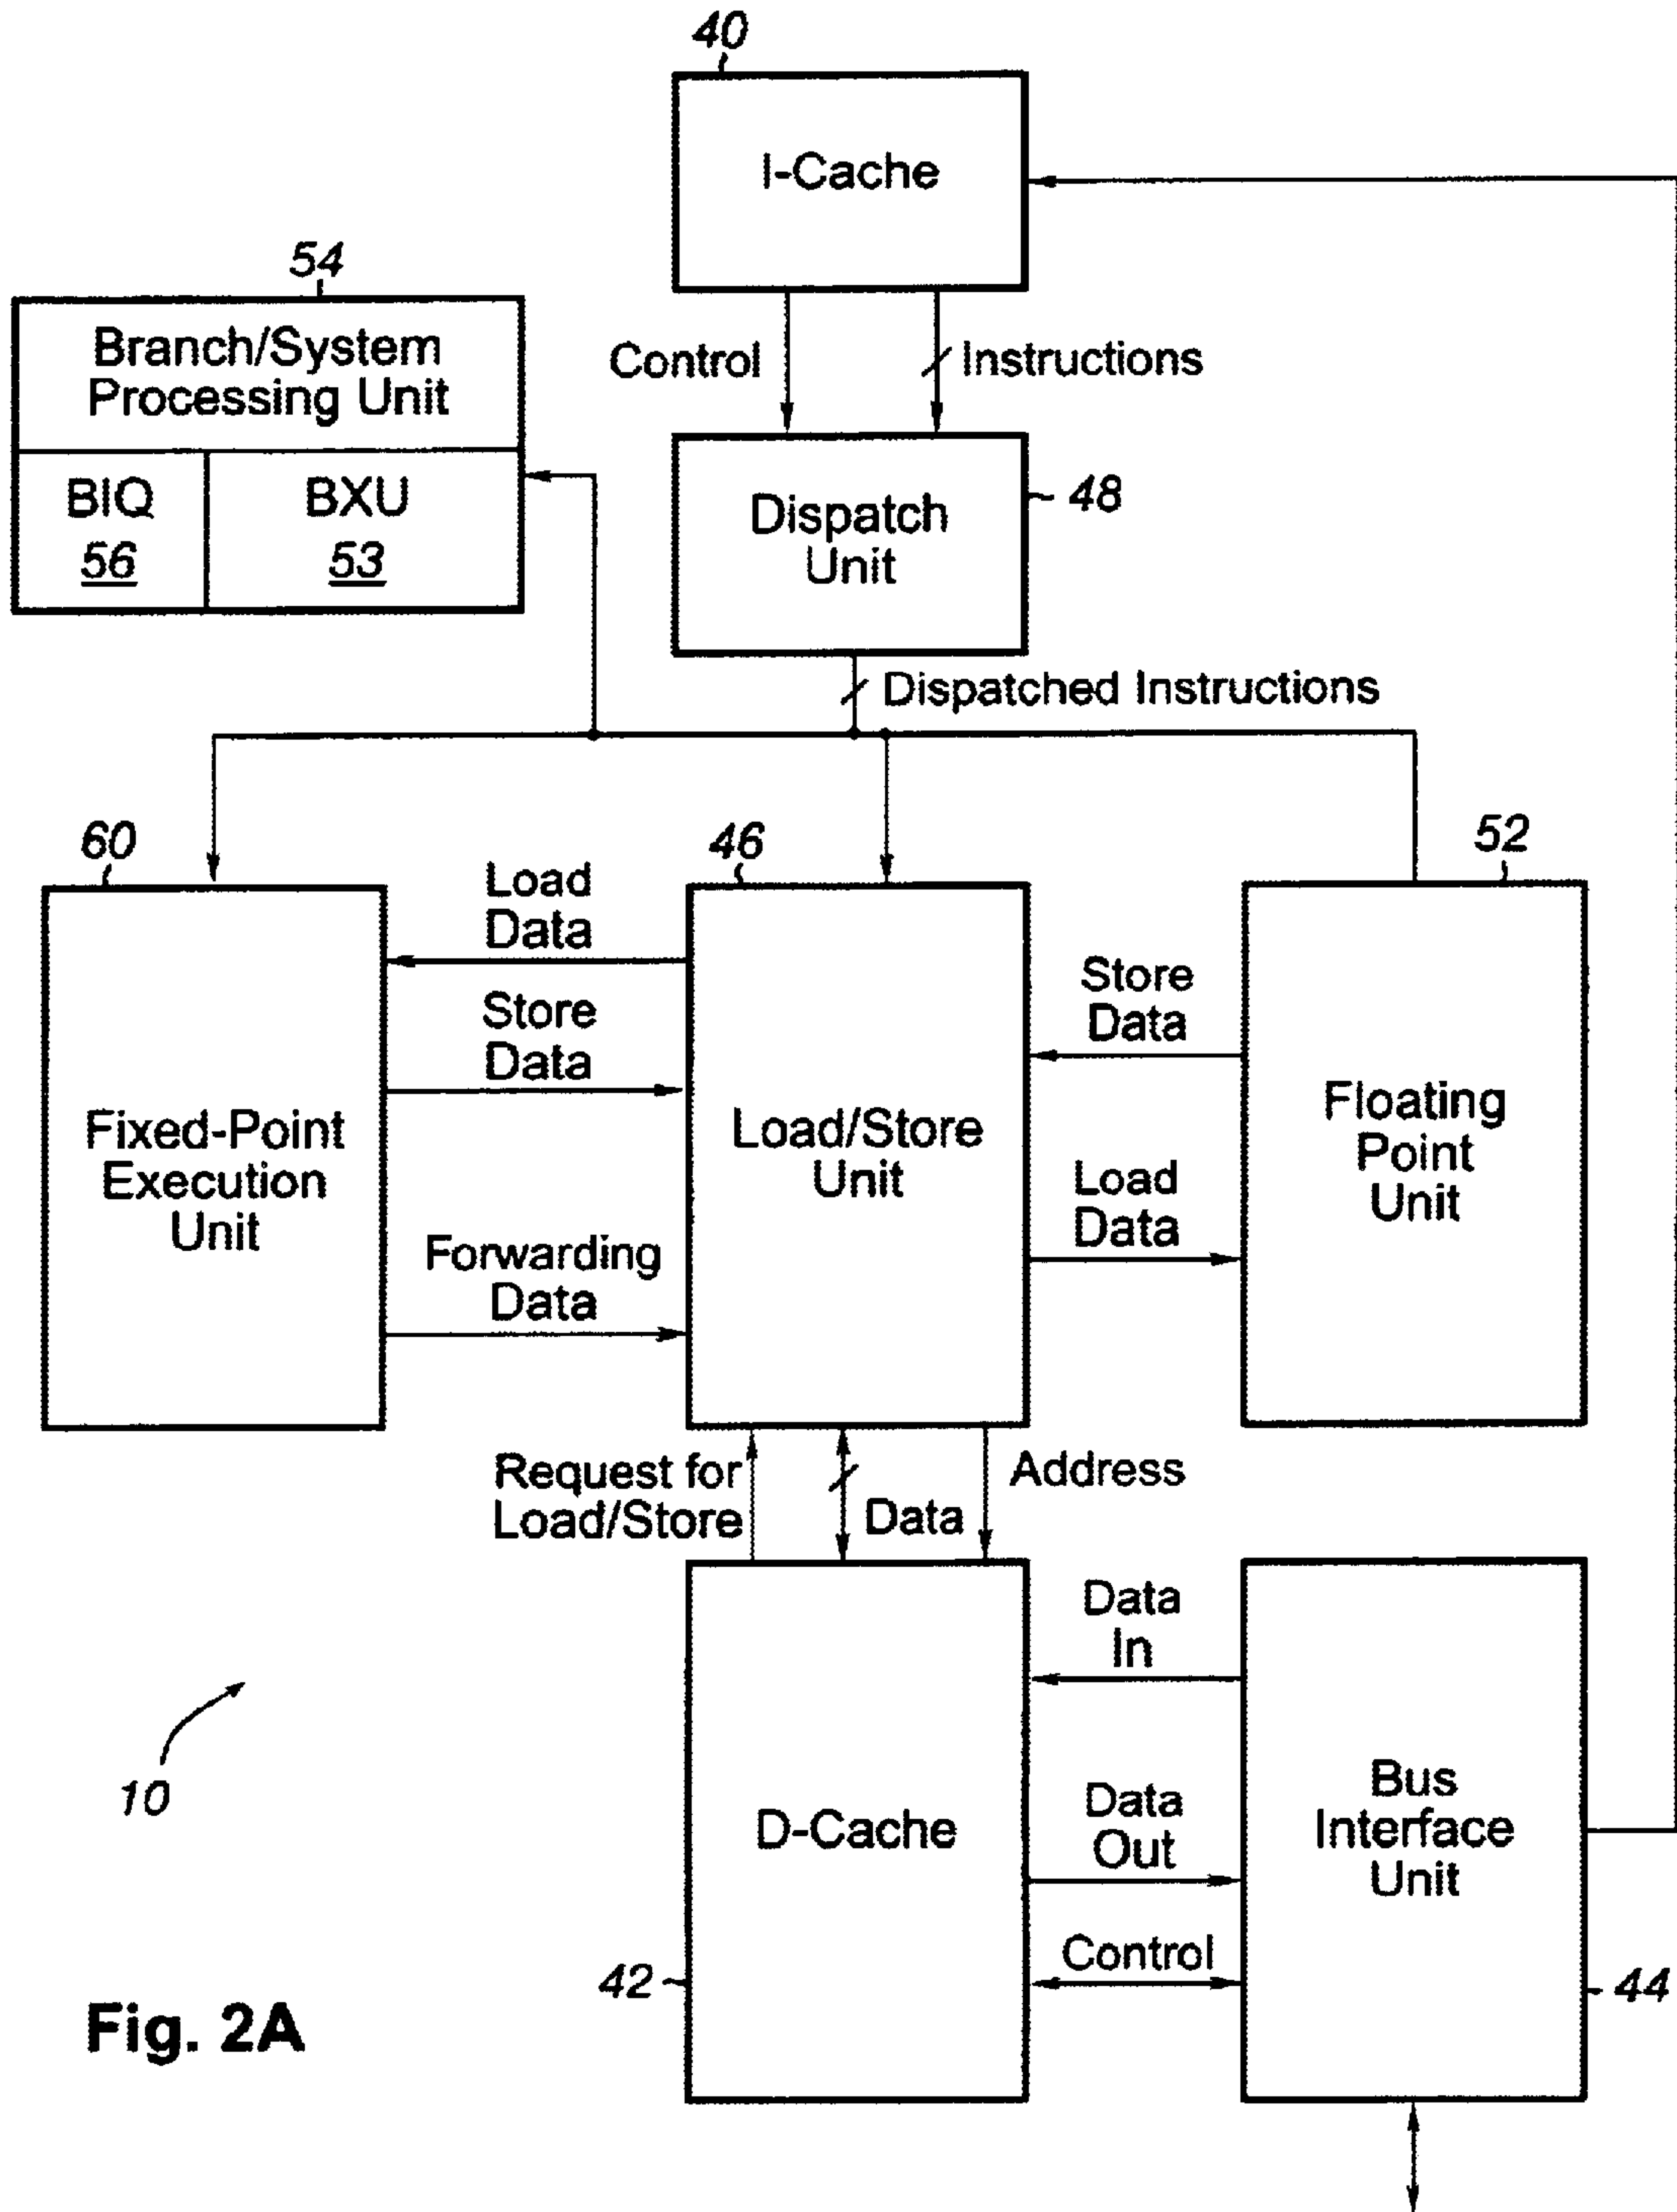 40
I-Cache
54
Branch/System
Processing Unit
BIQ
56
BXU
53
Control
Instructions
Dispatch
Unit
48
Dispatched Instructions
60
46
52
Load
Data
Store
Data
Fixed-Point
Execution
Unit
Forwarding
Data
Load/Store
Unit
Store
Data
Load
Data
Floating
Point
Unit
Request for
Load/Store
Data
Address
Data
In
D-Cache
Data
Out
Control
Bus
Interface
Unit
10
42
44
Fig. 2A